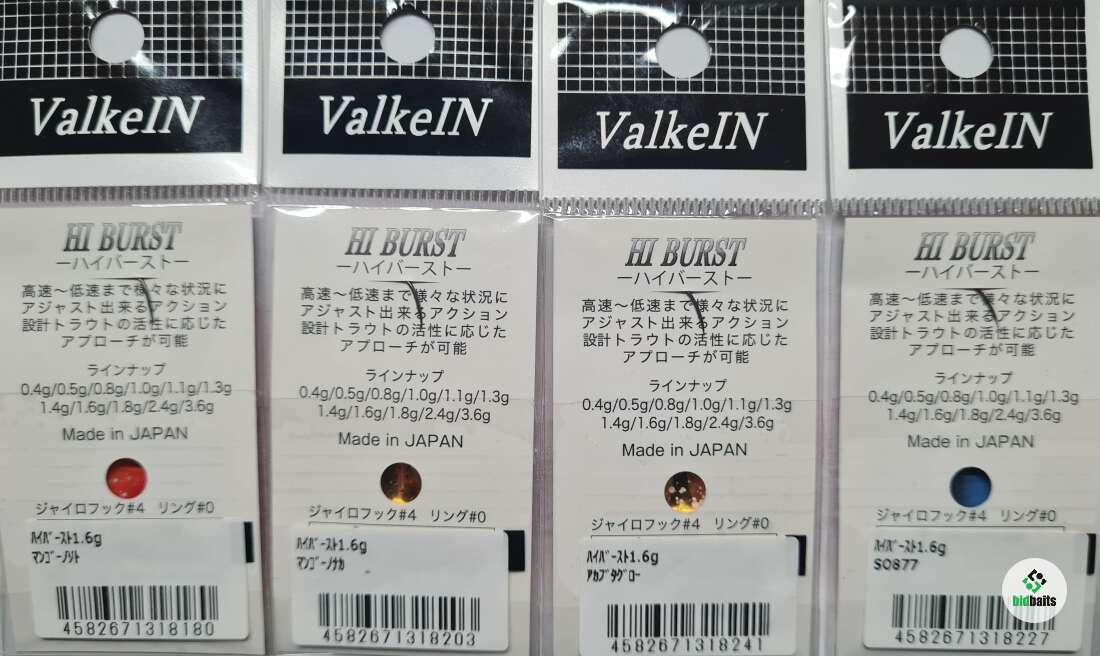 ValkeIN
HI BURST
ーハイバーストー
高速～低速まで様々な状況に
アジャスト出来るアクション
設計トラウトの活性に応じた
アプローチが可能
ラインナップ
0.4g/0.5g/0.8g/1.0g/1.1g/1.3g
1.4g/1.6g/1.8g/2.4g/3.6g
Made in JAPAN
ジャイロフック#4 リング#0
ﾊｲﾊﾞｰｽﾄ1.6g
ﾏﾝｺﾞｰﾉｿﾄ
4582671318180
ValkeIN
HI BURST
ーハイバーストー
高速～低速まで様々な状況に
アジャスト出来るアクション
設計トラウトの活性に応じた
アプローチが可能
ラインナップ
0.4g/0.5g/0.8g/1.0g/1.1g/1.3g
1.4g/1.6g/1.8g/2.4g/3.6g
Made in JAPAN
ジャイロフック#4 リング#0
ﾊｲﾊﾞｰｽﾄ1.6g
ﾏﾝｺﾞｰﾉﾅｶ
4582671318203
ValkeIN
HI BURST
ーハイバーストー
高速～低速まで様々な状況に
アジャスト出来るアクション
設計トラウトの活性に応じた
アプローチが可能
ラインナップ
0.4g/0.5g/0.8g/1.0g/1.1g/1.3g
1.4g/1.6g/1.8g/2.4g/3.6g
Made in JAPAN
ジャイロフック#4 リング#0
ﾊｲﾊﾞｰｽﾄ1.6g
ｱｶﾌﾞﾀｸﾞﾛｰ
4582671318241
ValkeIN
HI BURST
ーハイバーストー
高速～低速まで様々な状況に
アジャスト出来るアクション
設計トラウトの活性に応じた
アプローチが可能
ラインナップ
0.4g/0.5g/0.8g/1.0g/1.1g/1.3g
1.4g/1.6g/1.8g/2.4g/3.6g
Made in JAPAN
ジャイロフック#4 リング#0
ﾊｲﾊﾞｰｽﾄ1.6g
SO877
4582671318227
bidbaits